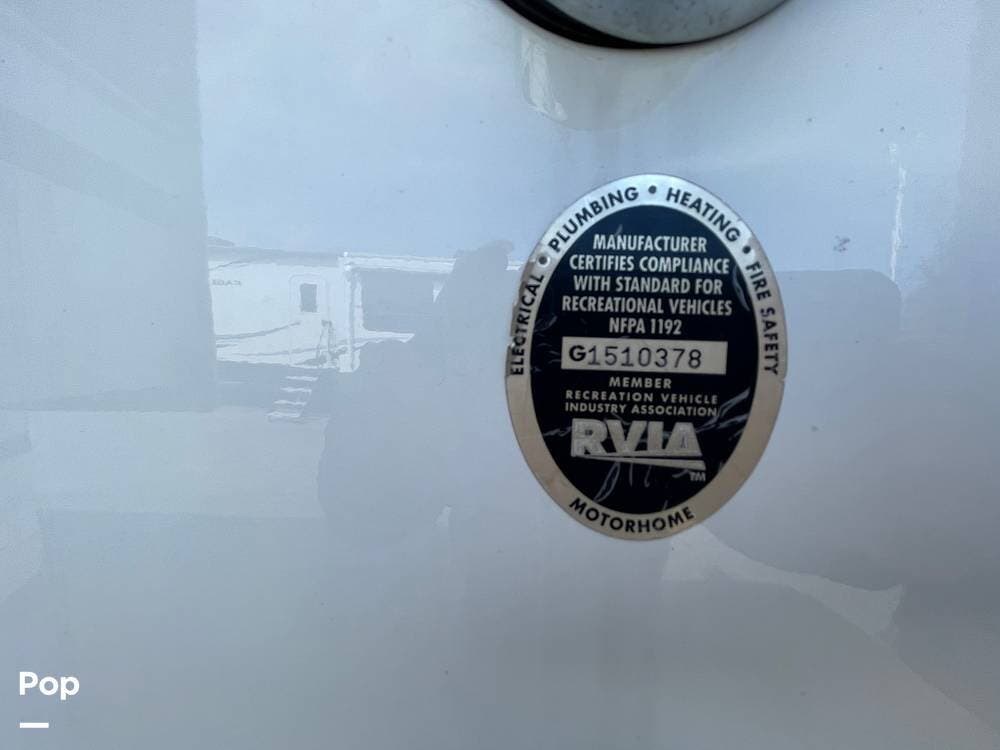 ELECTRICAL • PLUMBING • HEATING • FIRE SAFETY
MANUFACTURER
CERTIFIES COMPLIANCE
WITH STANDARD FOR
RECREATIONAL VEHICLES
NFPA 1192
G1510378
MEMBER
RECREATION VEHICLE
INDUSTRY ASSOCIATION
RVIA
TM
MOTORHOME
Pop